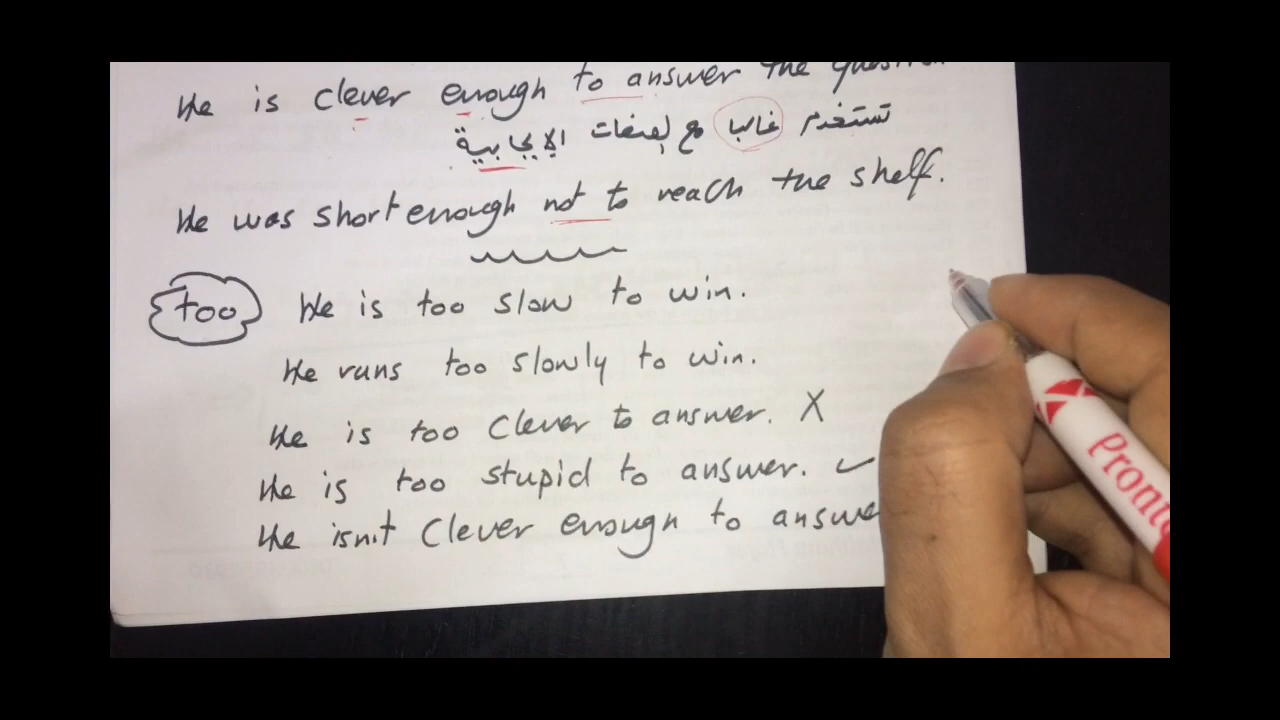 He is clever enough to answer the question
تستخدم غالبا مع الصفات الإيجابية
He was short enough not to reach the shelf.
too He is too slow to win.
He runs too slowly to win.
He is too Clever to answer. X
He is too stupid to answer. ✓
He isn't Clever enough to answe
Pront